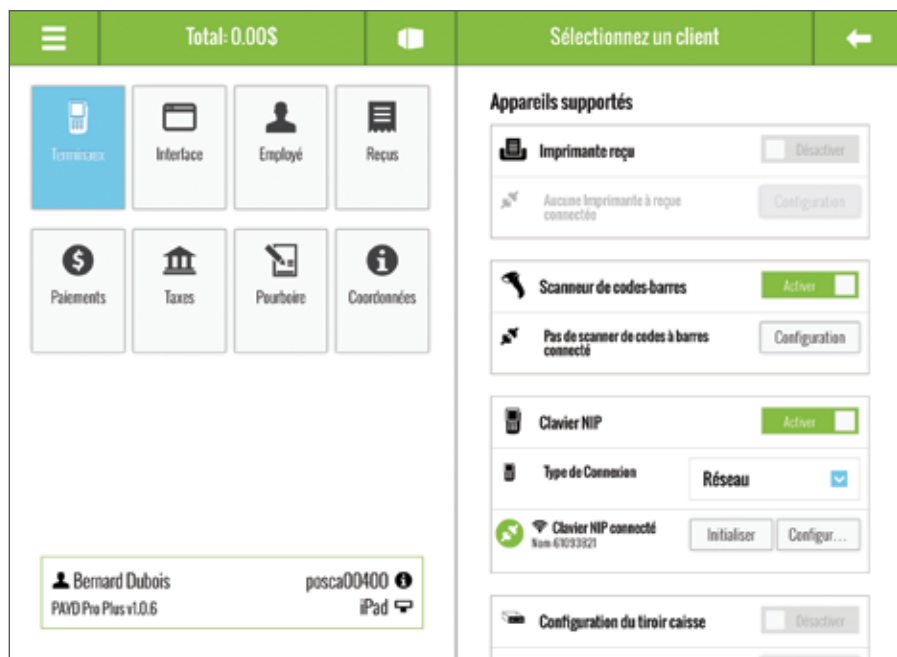 Total: 0.00$
Sélectionnez un client
Terminaux
Interface
Employé
Reçus
Paiements
Taxes
Pourboire
Coordonnées
Bernard Dubois
posca00400
PAYD Pro Plus v1.0.6
iPad
Appareils supportés
Imprimante reçu
Désactiver
Aucune Imprimante à reçue
connectée
Configuration
Scanneur de codes-barres
Activer
Pas de scanner de codes à barres
connecté
Configuration
Clavier NIP
Activer
Type de Connexion
Réseau
Clavier NIP connecté
Nom 61093821
Initialiser
Configur...
Configuration du tiroir caisse
Désactiver